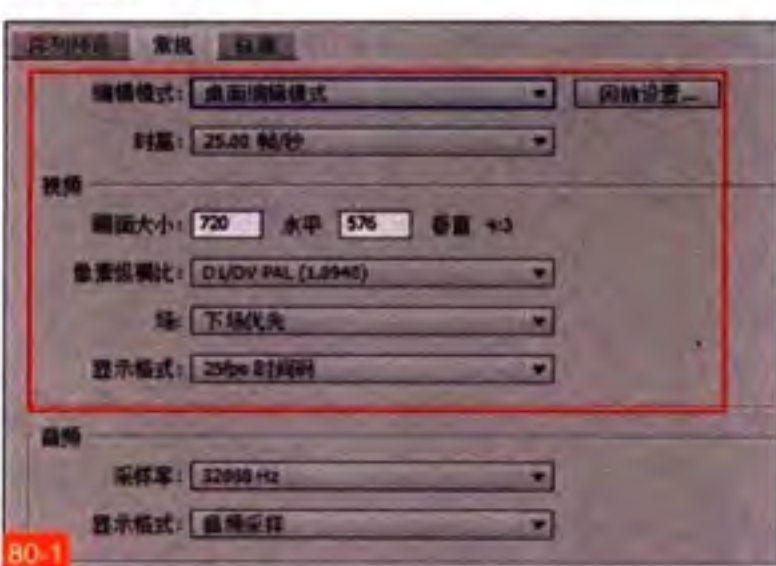 序列预设 常规 轨道
编辑模式: 桌面编辑模式 回放设置...
时基: 25.00 帧/秒
视频
画面大小: 720 水平 576 垂直 4:3
像素纵横比: D1/DV PAL (1.0940)
场: 下场优先
显示格式: 25fps 时间码
音频
采样率: 32000 Hz
显示格式: 音频采样
80-1